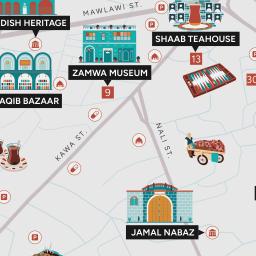 MAWLAWI ST.
DISH HERITAGE
SHAAB TEAHOUSE
13
ZAMWA MUSEUM
9
30
AQIB BAZAAR
KAWA ST.
NALI ST.
JAMAL NABAZ